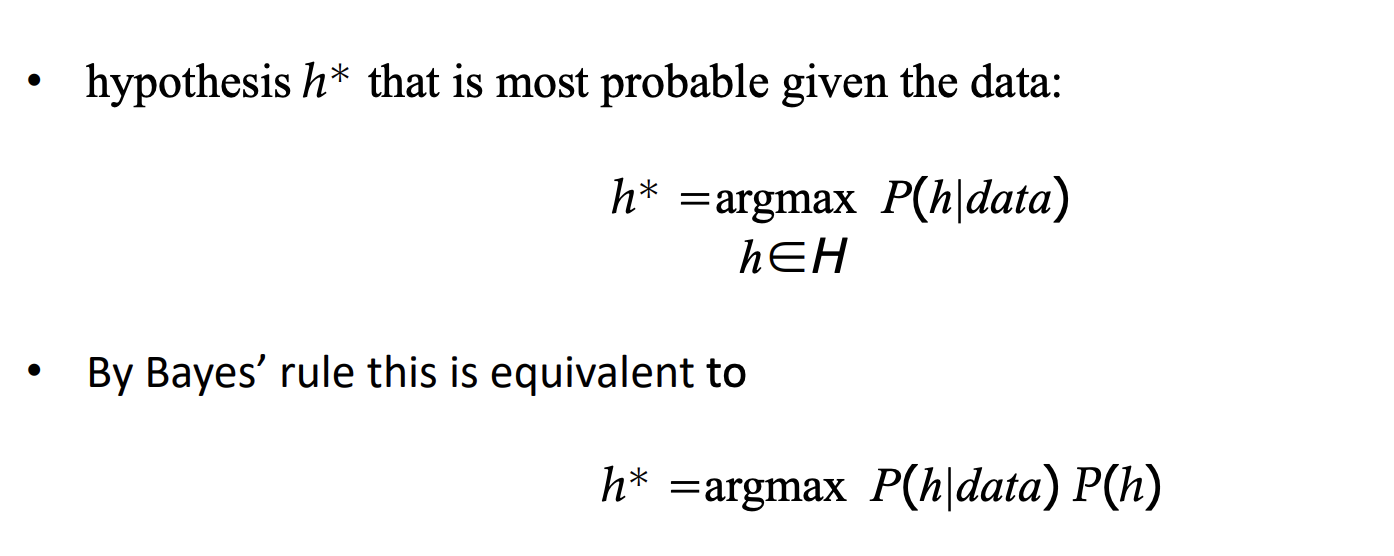 • hypothesis h* that is most probable given the data:
h* =argmax P(h|data)
h∈H
• By Bayes’ rule this is equivalent to
h* =argmax P(h|data) P(h)